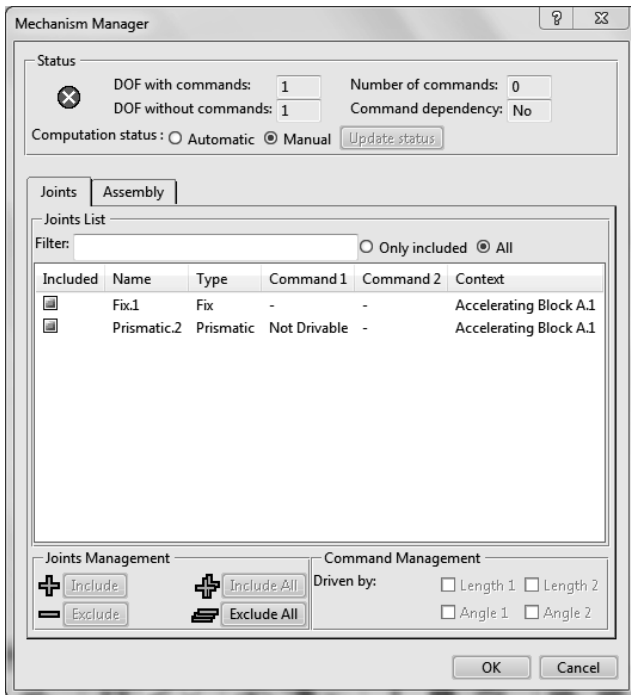 Mechanism Manager
Status
DOF with commands: 1 Number of commands: 0
DOF without commands: 1 Command dependency: No
Computation status : Automatic Manual Update status
Joints Assembly
Joints List
Filter: Only included All
Included Name Type Command 1 Command 2 Context
Fix.1 Fix - - Accelerating Block A.1
Prismatic.2 Prismatic Not Drivable - Accelerating Block A.1
Joints Management Command Management
Include Include All Driven by: Length 1 Length 2
Exclude Exclude All Angle 1 Angle 2
OK Cancel